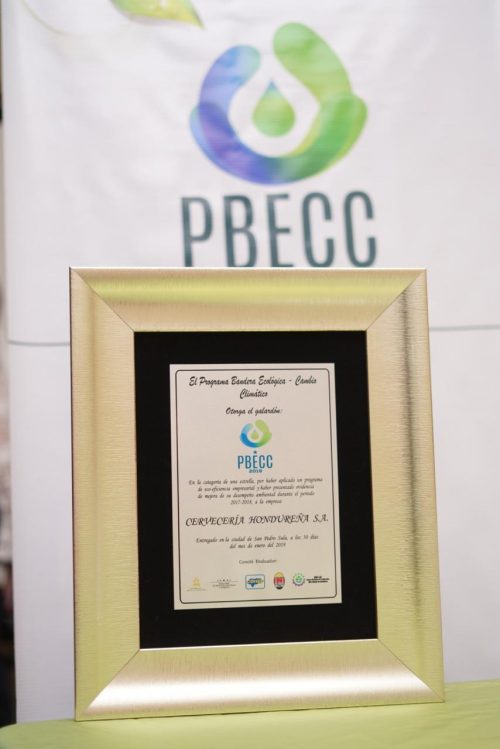 PBECC
El Programa Bandera Ecológica - Cambio
Climático
Otorga el galardón:
PBECC
En la categoría de una estrella, por haber aplicado un programa
de eco-eficiencia empresarial y haber presentado evidencia
de mejora de su desempeño ambiental durante el periodo
2017-2018, a la empresa:
CERVECERÍA HONDUREÑA S.A.
Entregado en la ciudad de San Pedro Sula, a los 30 días
del mes de enero del 2019
Comité Evaluador: